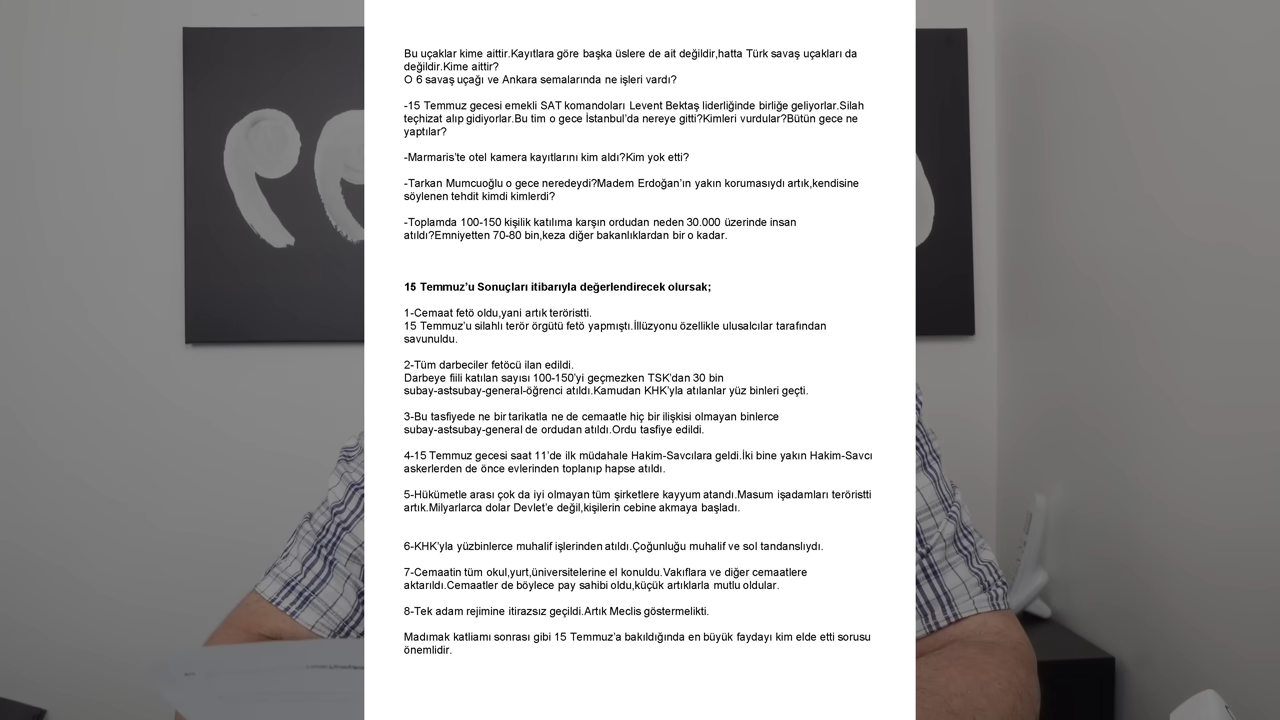 Bu uçaklar kime aittir.Kayıtlara göre başka üslere de ait değildir,hatta Türk savaş uçakları da
değildir.Kime aittir?
O 6 savaş uçağı ve Ankara semalarında ne işleri vardı?
-15 Temmuz gecesi emekli SAT komandoları Levent Bektaş liderliğinde birliğe geliyorlar.Silah
teçhizat alıp gidiyorlar.Bu tim o gece İstanbul'da nereye gitti?Kimleri vurdular?Bütün gece ne
yaptılar?
-Marmaris'te otel kamera kayıtlarını kim aldı?Kim yok etti?
-Tarkan Mumcuoğlu o gece neredeydi?Madem Erdoğan'ın yakın korumasıydı artık,kendisine
söylenen tehdit kimdi kimlerdi?
-Toplamda 100-150 kişilik katılıma karşın ordudan neden 30.000 üzerinde insan
atıldı?Emniyetten 70-80 bin,keza diğer bakanlıklardan bir o kadar.
15 Temmuz'u Sonuçları itibarıyla değerlendirecek olursak;
1-Cemaat fetö oldu,yani artık teröristti.
15 Temmuz'u silahlı terör örgütü fetö yapmıştı.İllüzyonu özellikle ulusalcılar tarafından
savunuldu.
2-Tüm darbeciler fetöcü ilan edildi.
Darbeye fiili katılan sayısı 100-150'yi geçmezken TSK'dan 30 bin
subay-astsubay-general-öğrenci atıldı.Kamudan KHK'yla atılanlar yüz binleri geçti.
3-Bu tasfiyede ne bir tarikatla ne de cemaatle hiç bir ilişkisi olmayan binlerce
subay-astsubay-general de ordudan atıldı.Ordu tasfiye edildi.
4-15 Temmuz gecesi saat 11'de ilk müdahale Hakim-Savcılara geldi.İki bine yakın Hakim-Savcı
askerlerden de önce evlerinden toplanıp hapse atıldı.
5-Hükümetle arası çok da iyi olmayan tüm şirketlere kayyum atandı.Masum işadamları teröristti
artık.Milyarlarca dolar Devlet'e değil,kişilerin cebine akmaya başladı.
6-KHK'yla yüzbinlerce muhalif işlerinden atıldı.Çoğunluğu muhalif ve sol tandanslıydı.
7-Cemaatin tüm okul,yurt,üniversitelerine el konuldu.Vakıflara ve diğer cemaatlere
aktarıldı.Cemaatler de böylece pay sahibi oldu,küçük artıklarla mutlu oldular.
8-Tek adam rejimine itirazsız geçildi.Artık Meclis göstermelikti.
Madımak katliamı sonrası gibi 15 Temmuz'a bakıldığında en büyük faydayı kim elde etti sorusu
önemlidir.